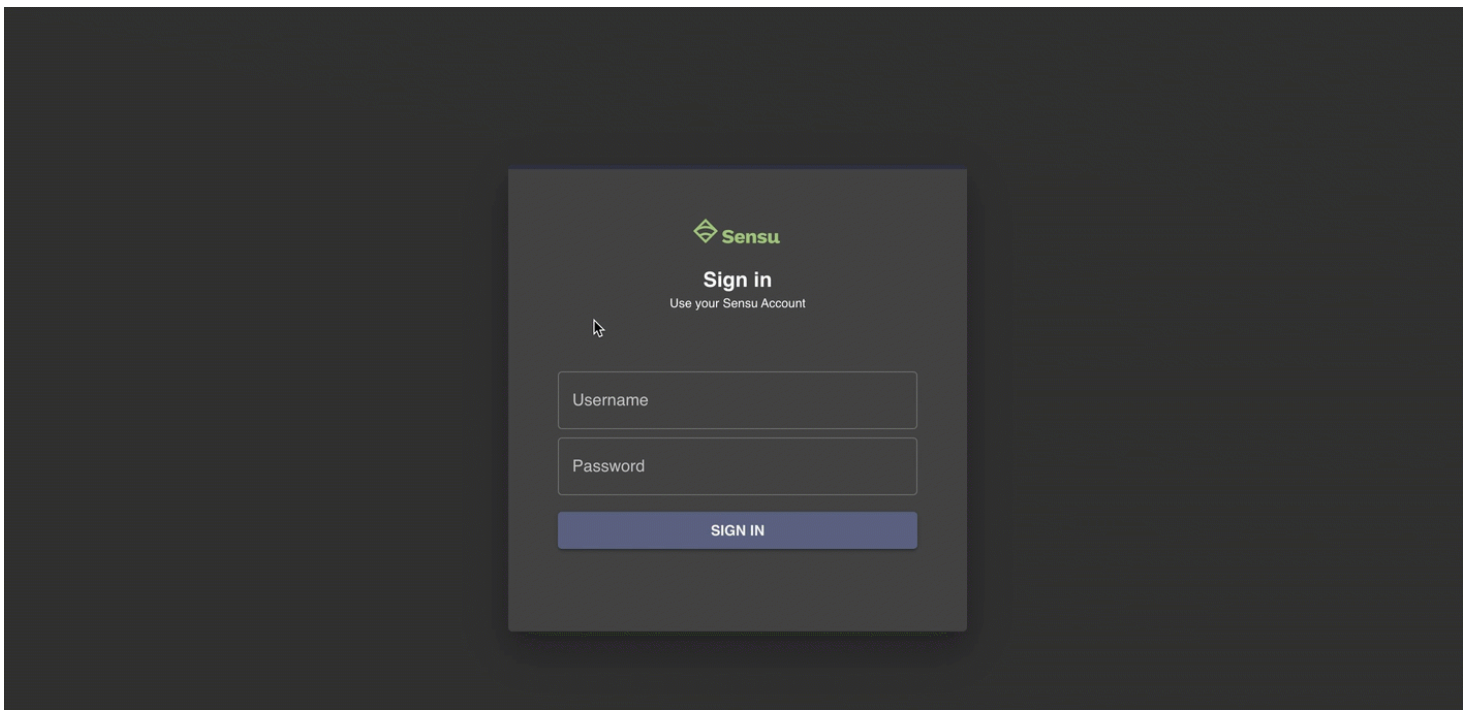 Sensu
Sign in
Use your Sensu Account
Username
Password
SIGN IN